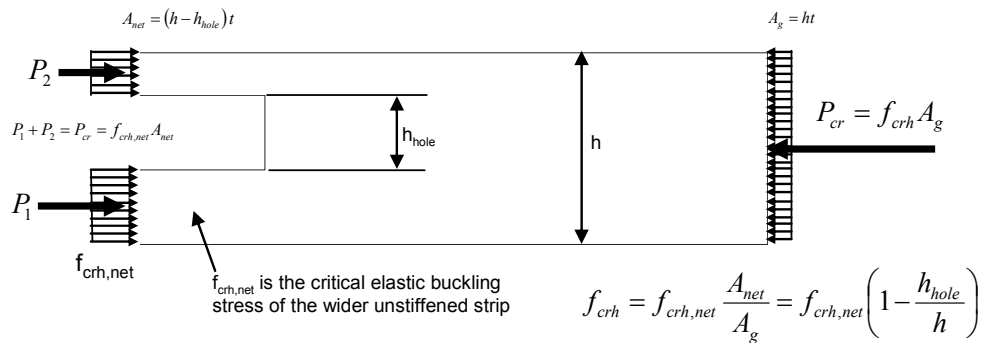 A_net = (h − h_hole) t
A_g = ht
P_2
P_1 + P_2 = P_cr = f_crh,net A_net
h_hole
h
P_cr = f_crh A_g
P_1
f_crh,net
f_crh,net is the critical elastic buckling
stress of the wider unstiffened strip
f_crh = f_crh,net A_net / A_g = f_crh,net (1 − h_hole / h)